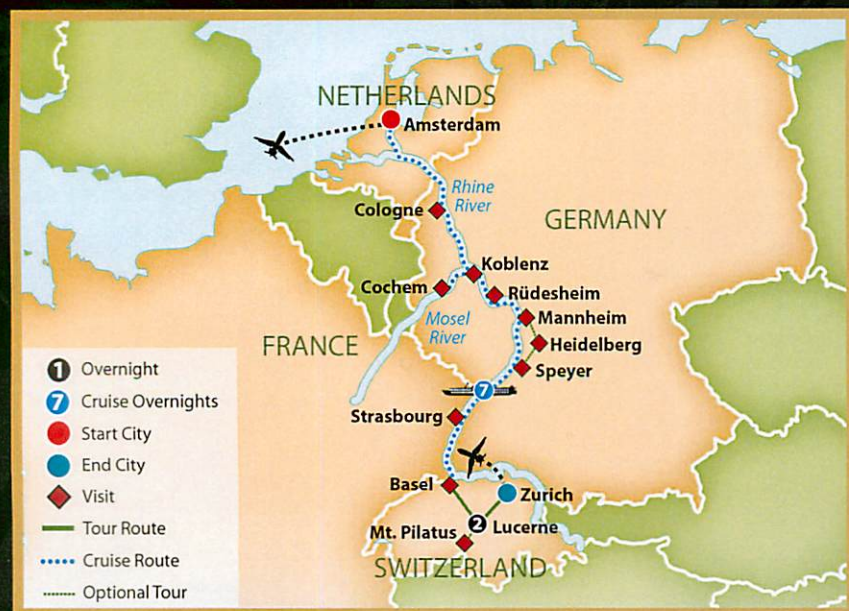 NETHERLANDS
Amsterdam
Rhine
River
Cologne
GERMANY
Koblenz
Cochem
Rüdesheim
Mosel
River
Mannheim
FRANCE
Heidelberg
Speyer
7
Strasbourg
Basel
Zurich
2
Lucerne
Mt. Pilatus
SWITZERLAND
1 Overnight
7 Cruise Overnights
Start City
End City
Visit
Tour Route
Cruise Route
Optional Tour